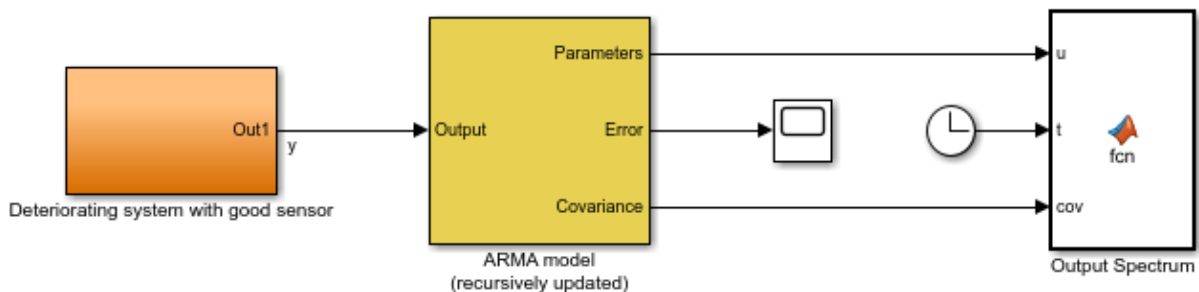 Out1
y
Deteriorating system with good sensor
Parameters
Output
Error
Covariance
ARMA model
(recursively updated)
u
t
fcn
cov
Output Spectrum